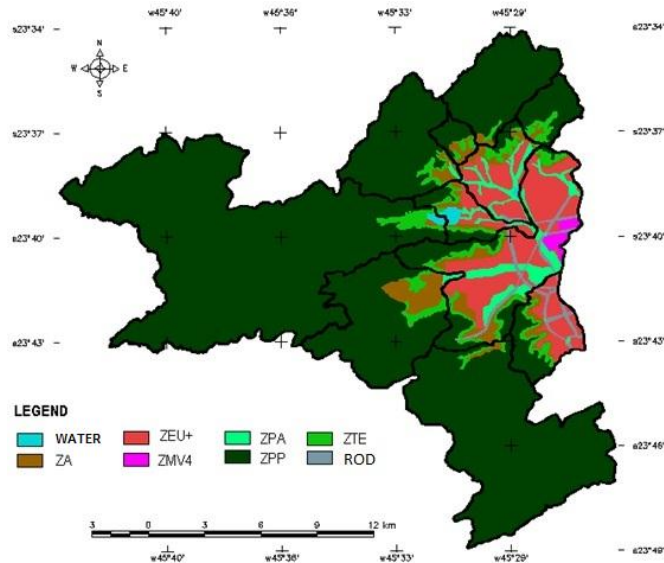 w45°40' w45°36' w45°33' w45°29'
s23°34' s23°34'
N
W E
S
s23°37' s23°37'
s23°40' s23°40'
s23°43' s23°43'
LEGEND
WATER ZEU+ ZPA ZTE
ZA ZMV4 ZPP ROD
s23°46'
3 0 3 6 9 12 km
w45°40' w45°36' w45°33' w45°29'
s23°49'